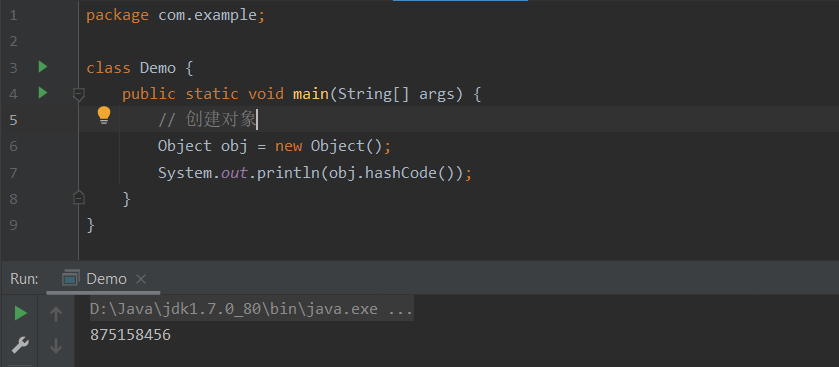 1 package com.example;
2
3 class Demo {
4 public static void main(String[] args) {
5 // 创建对象
6 Object obj = new Object();
7 System.out.println(obj.hashCode());
8 }
9 }
Run: Demo ×
D:\Java\jdk1.7.0_80\bin\java.exe ...
875158456